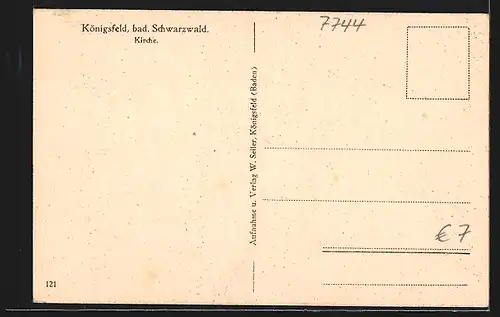 Königsfeld, bad. Schwarzwald.
Kirche.
7744
Aufnahme u. Verlag W. Seiler, Königsfeld (Baden)
€ 7
121